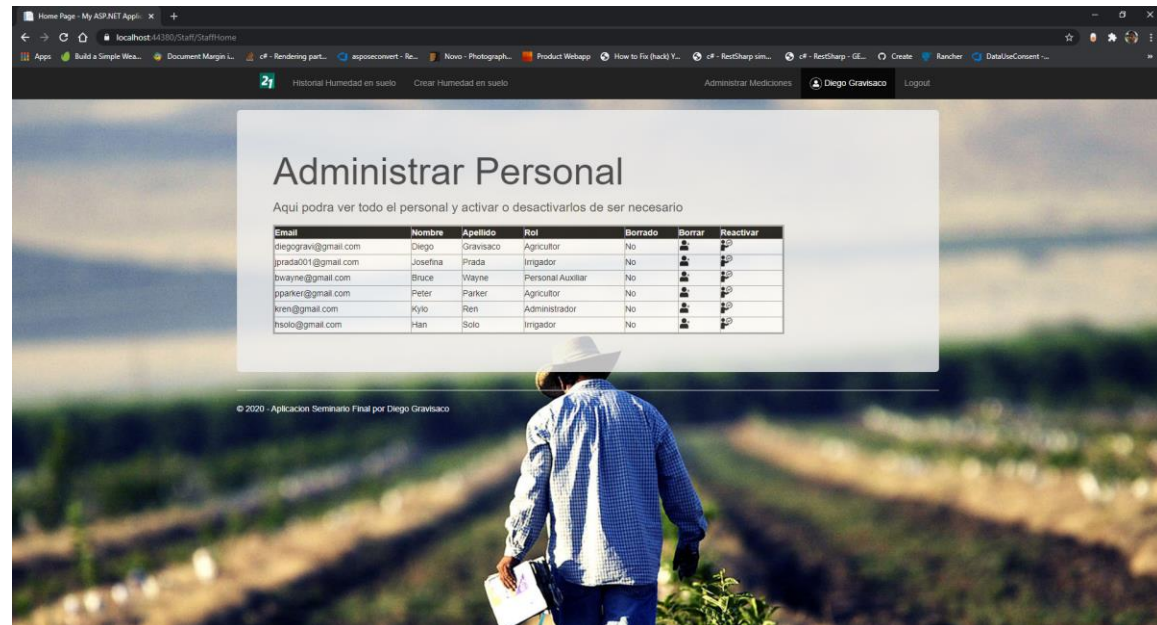 Home Page - My ASP.NET Applic
localhost:44380/Staff/StaffHome
Apps Build a Simple Wea... Document Margin i... c# - Rendering part... asposeconvert - Re... Novo - Photograph... Product Webapp How to Fix (hack) Y... c# - RestSharp sim... c# - RestSharp - GE... Create Rancher DataUseConsent -...
21 Historial Humedad en suelo Crear Humedad en suelo Administrar Mediciones Diego Gravisaco Logout
Administrar Personal
Aqui podra ver todo el personal y activar o desactivarlos de ser necesario
Email Nombre Apellido Rol Borrado Borrar Reactivar
diegogravi@gmail.com Diego Gravisaco Agricultor No
jprada001@gmail.com Josefina Prada Irrigador No
bwayne@gmail.com Bruce Wayne Personal Auxiliar No
pparker@gmail.com Peter Parker Agricultor No
kren@gmail.com Kylo Ren Administrador No
hsolo@gmail.com Han Solo Irrigador No
© 2020 - Aplicacion Seminario Final por Diego Gravisaco